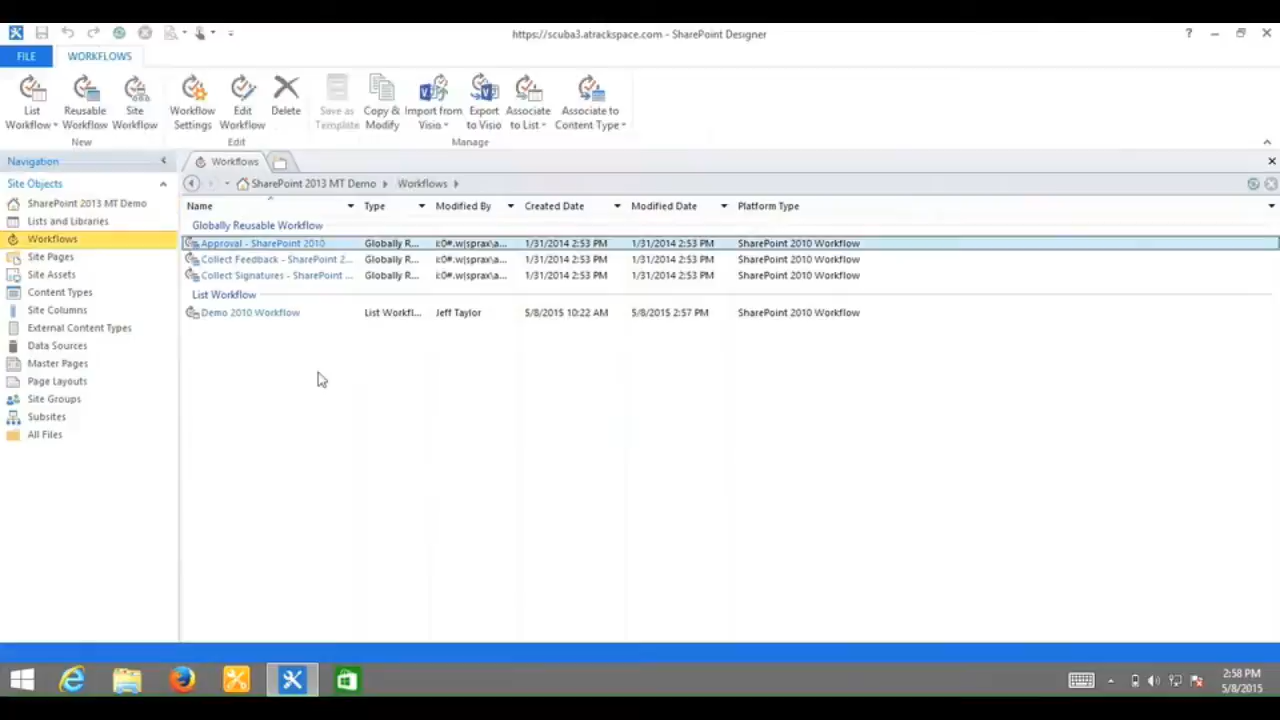 https://scuba3.atrackspace.com - SharePoint Designer
?
FILE
WORKFLOWS
List Workflow
Reusable Workflow
Site Workflow
Workflow Settings
Edit Workflow
Delete
Save as Template
Copy & Modify
Import from Visio
Export to Visio
Associate to List
Associate to Content Type
New
Edit
Manage
Navigation
Workflows
Site Objects
SharePoint 2013 MT Demo
Workflows
SharePoint 2013 MT Demo
Lists and Libraries
Workflows
Site Pages
Site Assets
Content Types
Site Columns
External Content Types
Data Sources
Master Pages
Page Layouts
Site Groups
Subsites
All Files
Name Type Modified By Created Date Modified Date Platform Type
Globally Reusable Workflow
Approval - SharePoint 2010 Globally R... i:0#.w|sprax\a... 1/31/2014 2:53 PM 1/31/2014 2:53 PM SharePoint 2010 Workflow
Collect Feedback - SharePoint 2... Globally R... i:0#.w|sprax\a... 1/31/2014 2:53 PM 1/31/2014 2:53 PM SharePoint 2010 Workflow
Collect Signatures - SharePoint ... Globally R... i:0#.w|sprax\a... 1/31/2014 2:53 PM 1/31/2014 2:53 PM SharePoint 2010 Workflow
List Workflow
Demo 2010 Workflow List Workfl... Jeff Taylor 5/8/2015 10:22 AM 5/8/2015 2:57 PM SharePoint 2010 Workflow
2:58 PM
5/8/2015